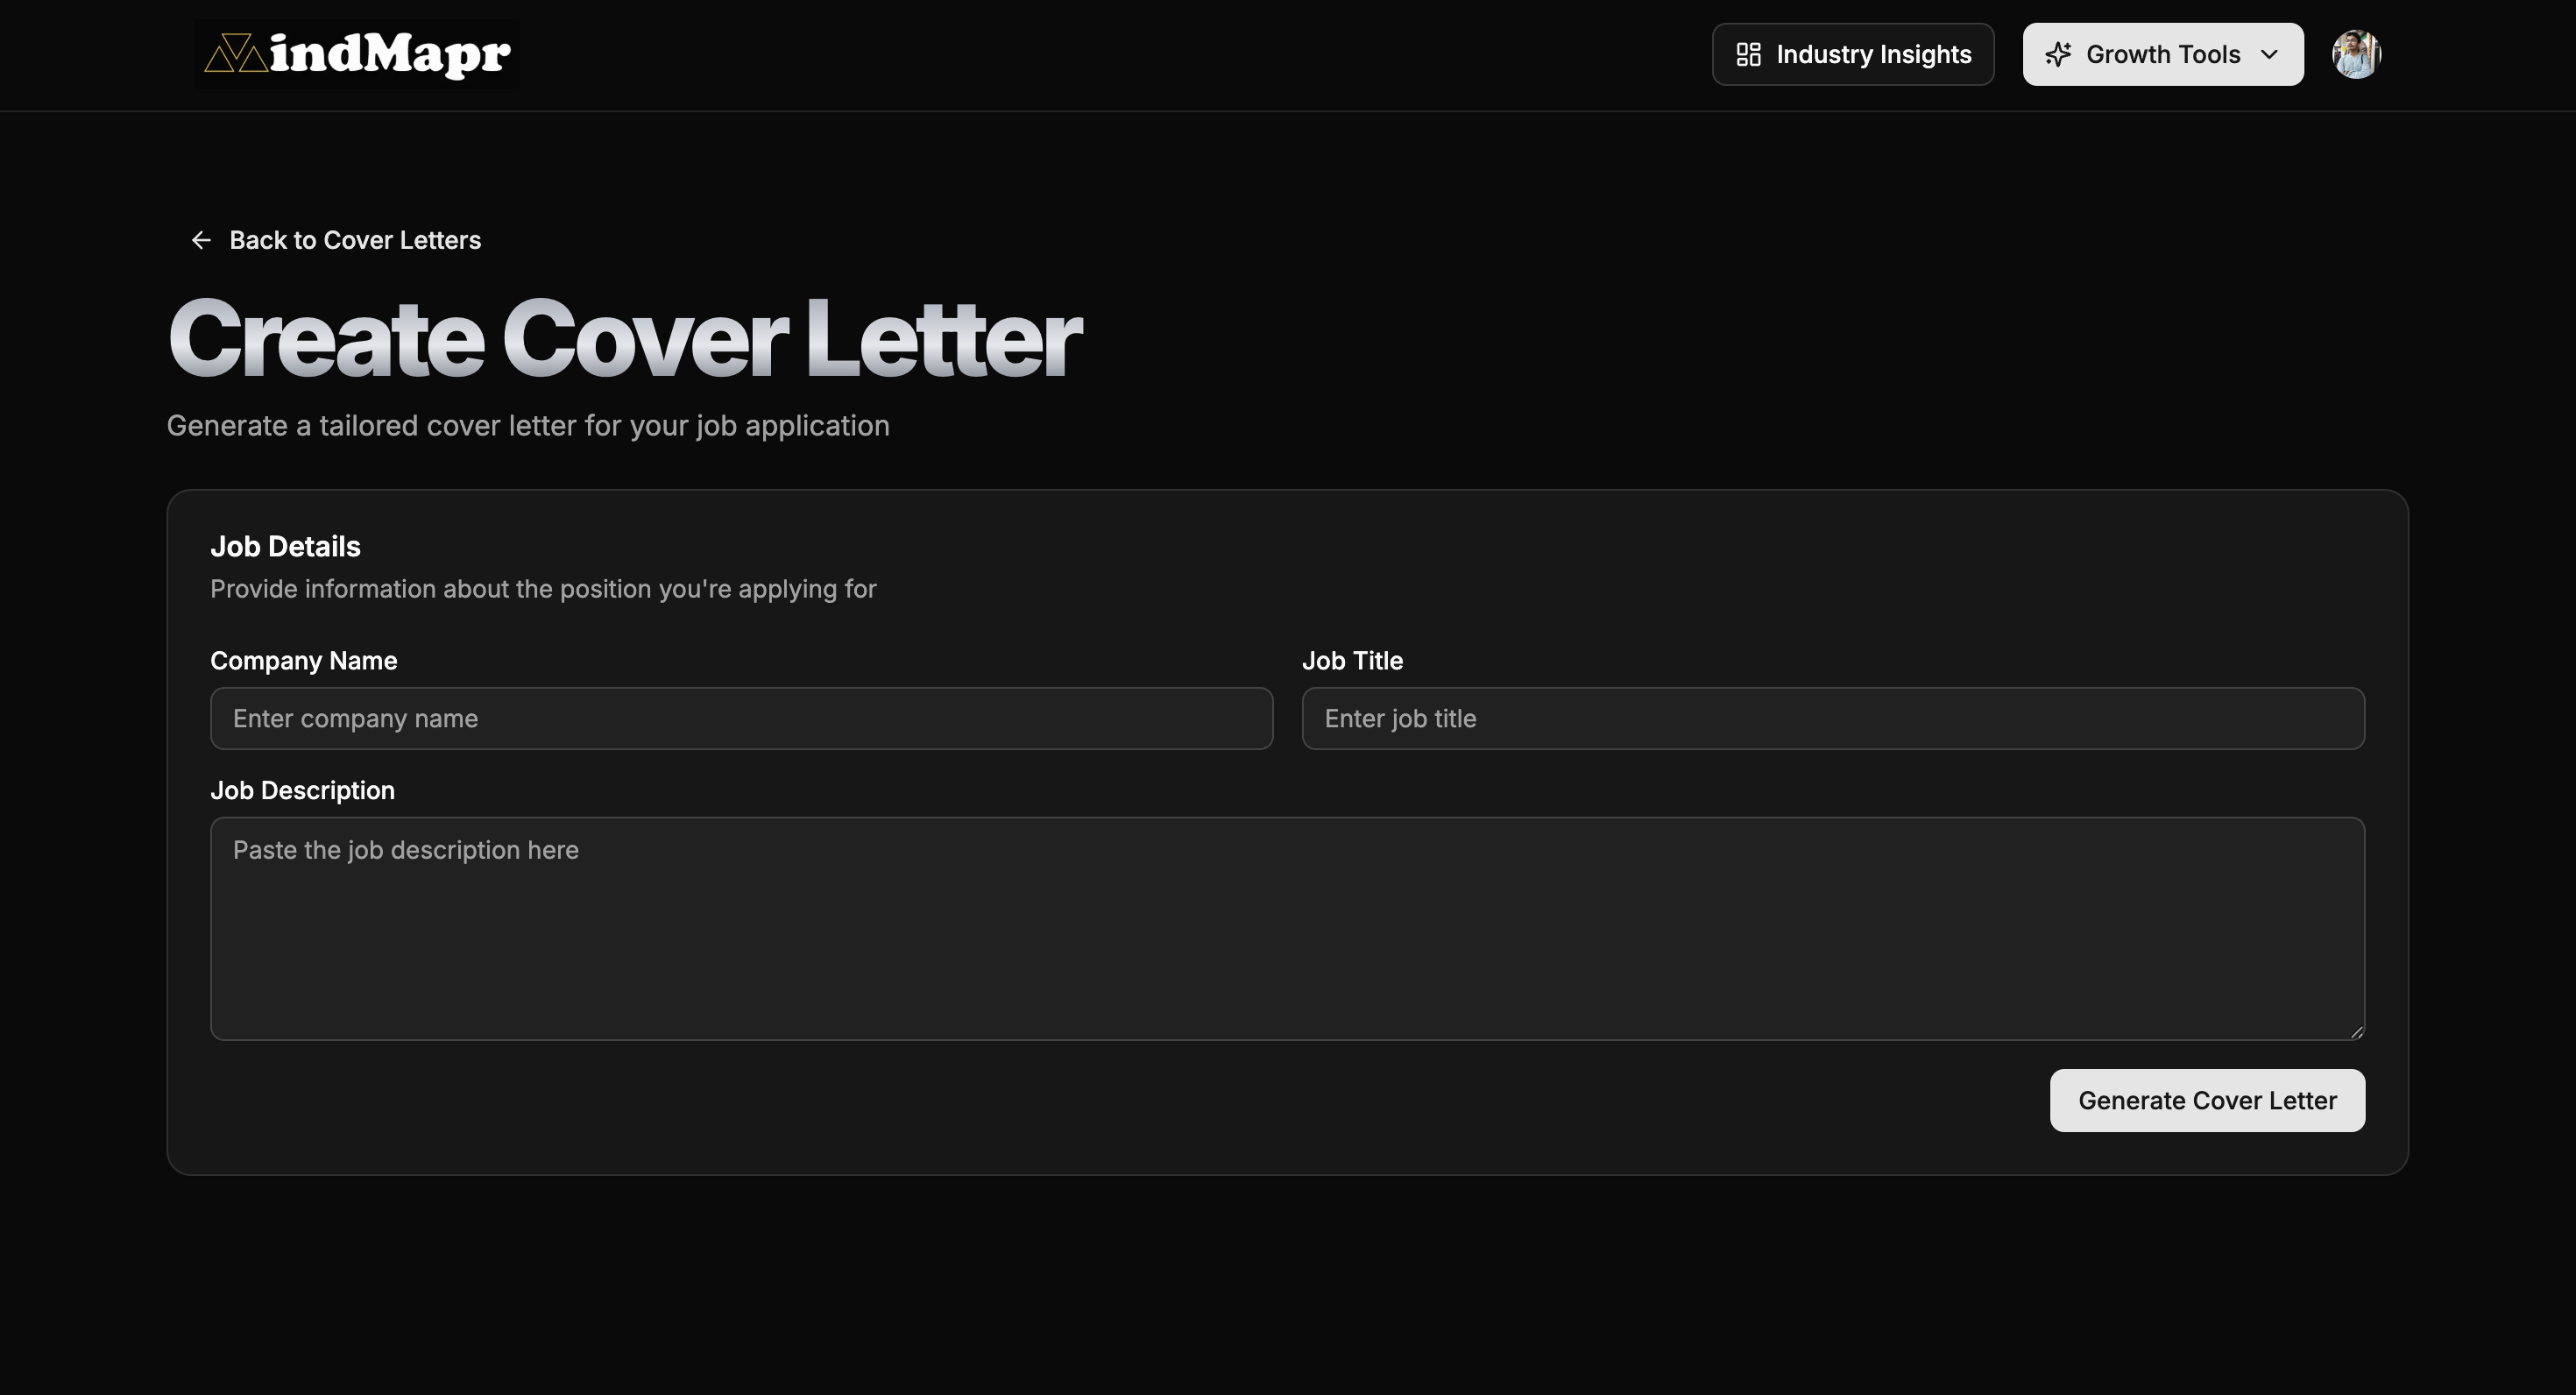 MindMapr
Industry Insights
Growth Tools
Back to Cover Letters
Create Cover Letter
Generate a tailored cover letter for your job application
Job Details
Provide information about the position you're applying for
Company Name
Job Title
Enter company name
Enter job title
Job Description
Paste the job description here
Generate Cover Letter